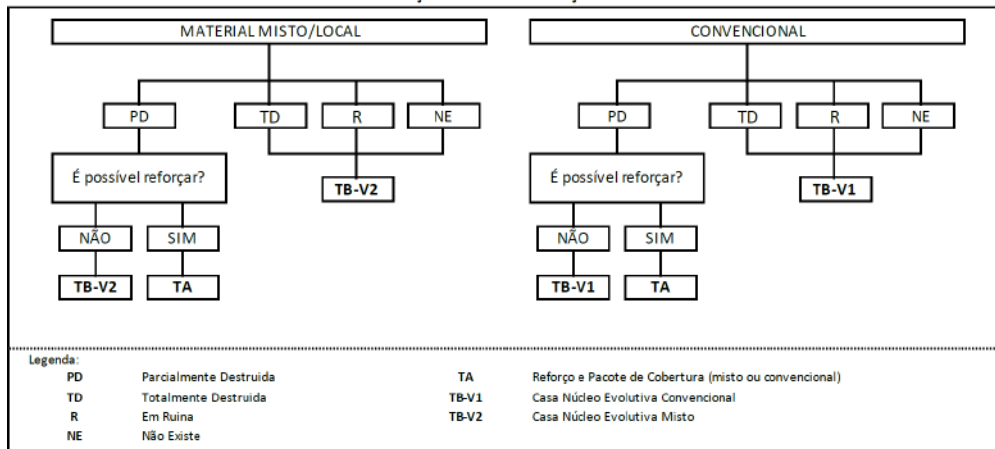 MATERIAL MISTO/LOCAL
CONVENCIONAL
PD TD R NE
PD TD R NE
É possível reforçar?
TB-V2
É possível reforçar?
TB-V1
NÃO SIM
NÃO SIM
TB-V2 TA
TB-V1 TA
Legenda:
PD Parcialmente Destruida TA Reforço e Pacote de Cobertura (misto ou convencional)
TD Totalmente Destruida TB-V1 Casa Núcleo Evolutiva Convencional
R Em Ruina TB-V2 Casa Núcleo Evolutiva Misto
NE Não Existe